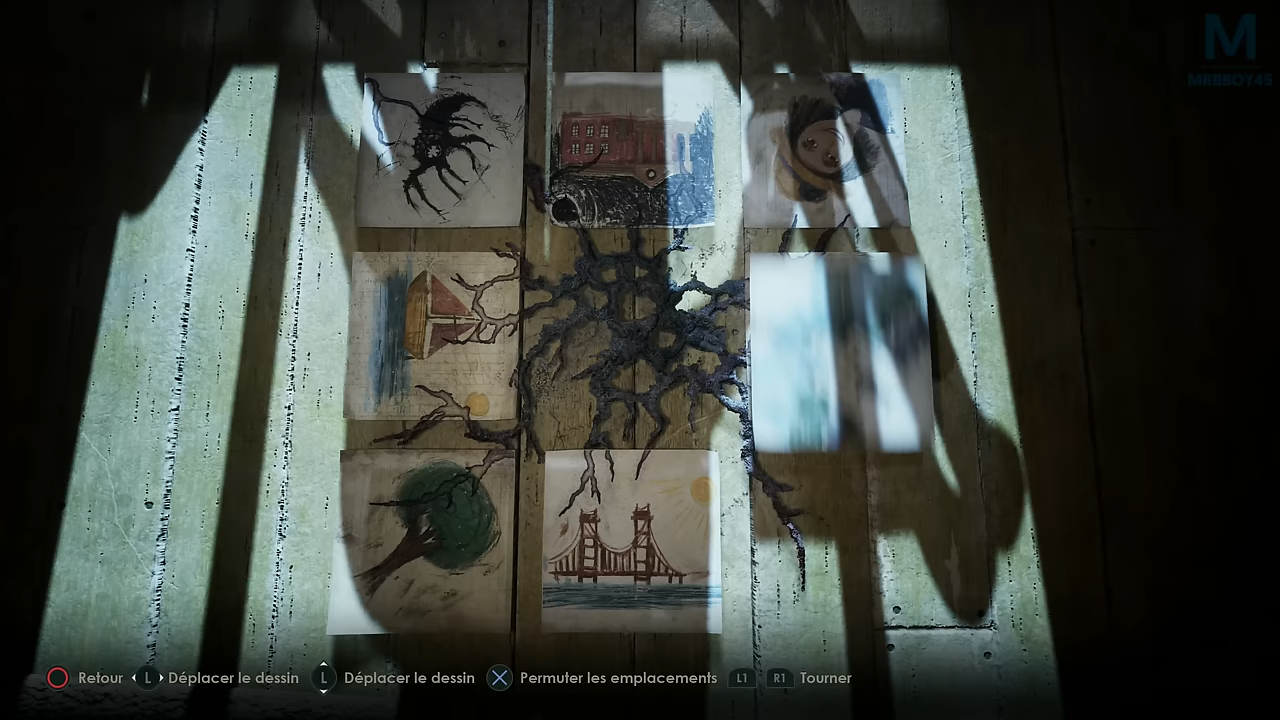 M
MRBBOY45
Retour L Déplacer le dessin L Déplacer le dessin Permuter les emplacements L1 R1 Tourner